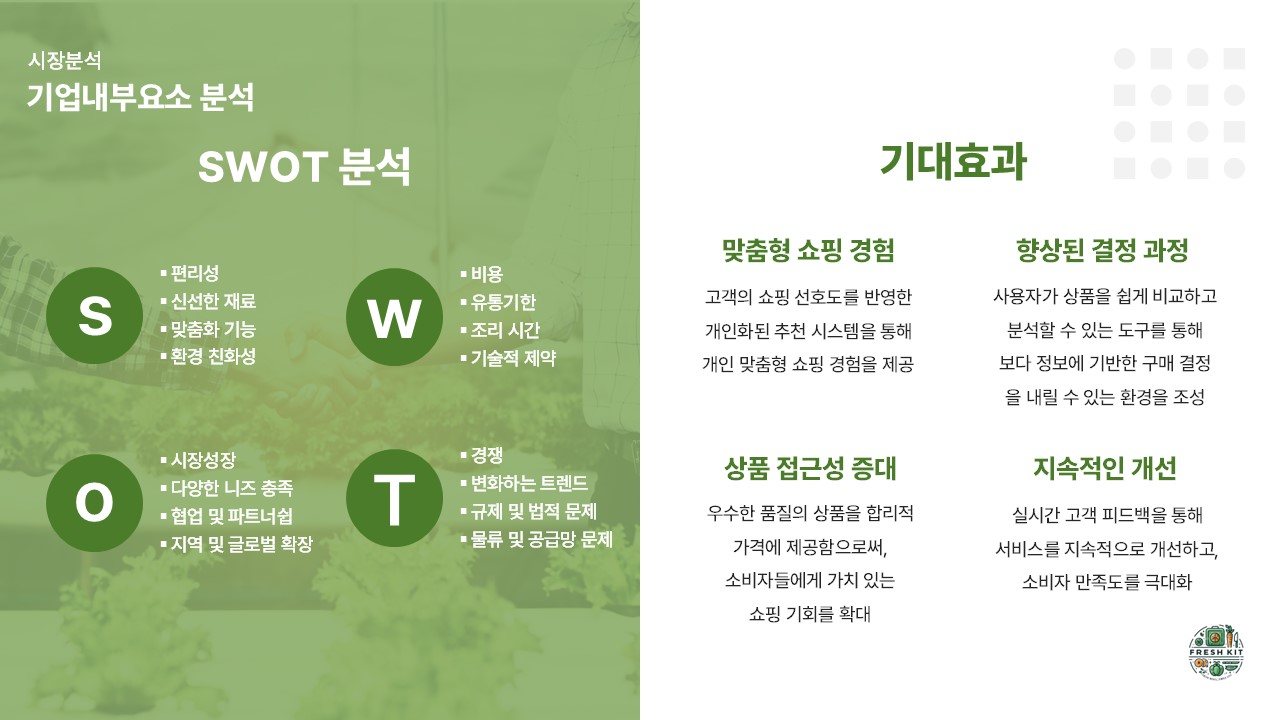 시장분석
기업내부요소 분석
SWOT 분석
S
▪ 편리성
▪ 신선한 재료
▪ 맞춤화 기능
▪ 환경 친화성
W
▪ 비용
▪ 유통기한
▪ 조리 시간
▪ 기술적 제약
O
▪ 시장성장
▪ 다양한 니즈 충족
▪ 협업 및 파트너쉽
▪ 지역 및 글로벌 확장
T
▪ 경쟁
▪ 변화하는 트렌드
▪ 규제 및 법적 문제
▪ 물류 및 공급망 문제
기대효과
맞춤형 쇼핑 경험
고객의 쇼핑 선호도를 반영한
개인화된 추천 시스템을 통해
개인 맞춤형 쇼핑 경험을 제공
향상된 결정 과정
사용자가 상품을 쉽게 비교하고
분석할 수 있는 도구를 통해
보다 정보에 기반한 구매 결정
을 내릴 수 있는 환경을 조성
상품 접근성 증대
우수한 품질의 상품을 합리적
가격에 제공함으로써,
소비자들에게 가치 있는
쇼핑 기회를 확대
지속적인 개선
실시간 고객 피드백을 통해
서비스를 지속적으로 개선하고,
소비자 만족도를 극대화
FRESH KIT